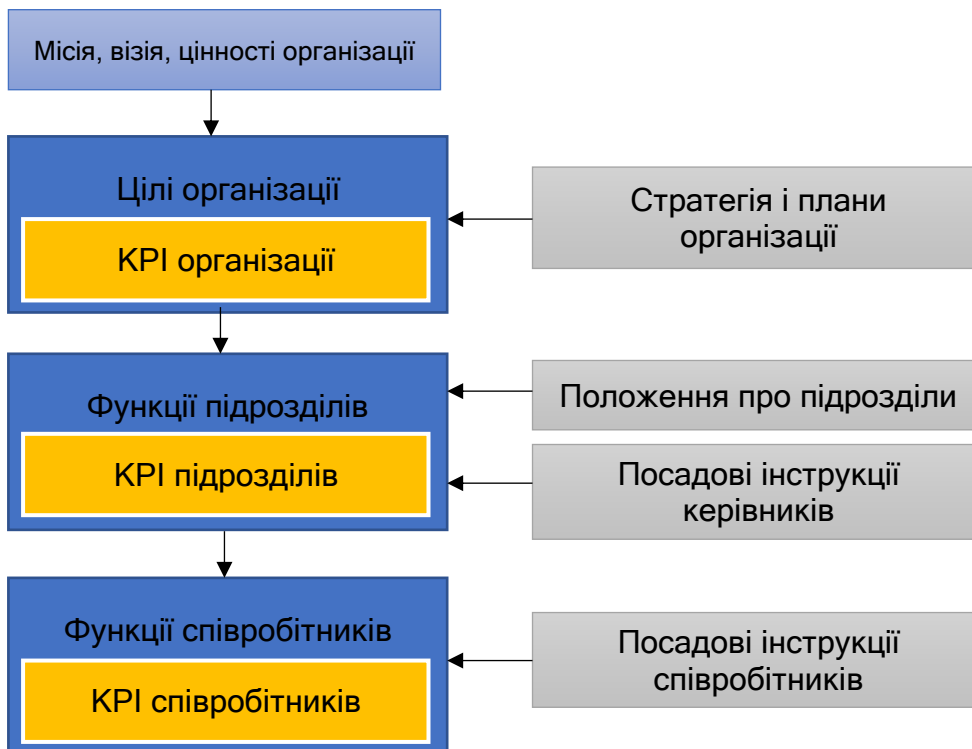 Місія, візія, цінності організації
Цілі організації
KPI організації
Стратегія і плани
організації
Функції підрозділів
KPI підрозділів
Положення про підрозділи
Посадові інструкції
керівників
Функції співробітників
KPI співробітників
Посадові інструкції
співробітників